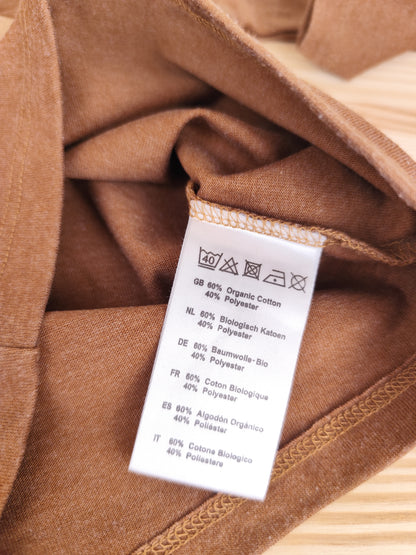 40
GB 60% Organic Cotton
40% Polyester
NL 60% Biologisch Katoen
40% Polyester
DE 60% Baumwolle-Bio
40% Polyester
FR 60% Coton Biologique
40% Polyester
ES 60% Algodón Orgánico
40% Poliéster
IT 60% Cotone Biologico
40% Poliestere